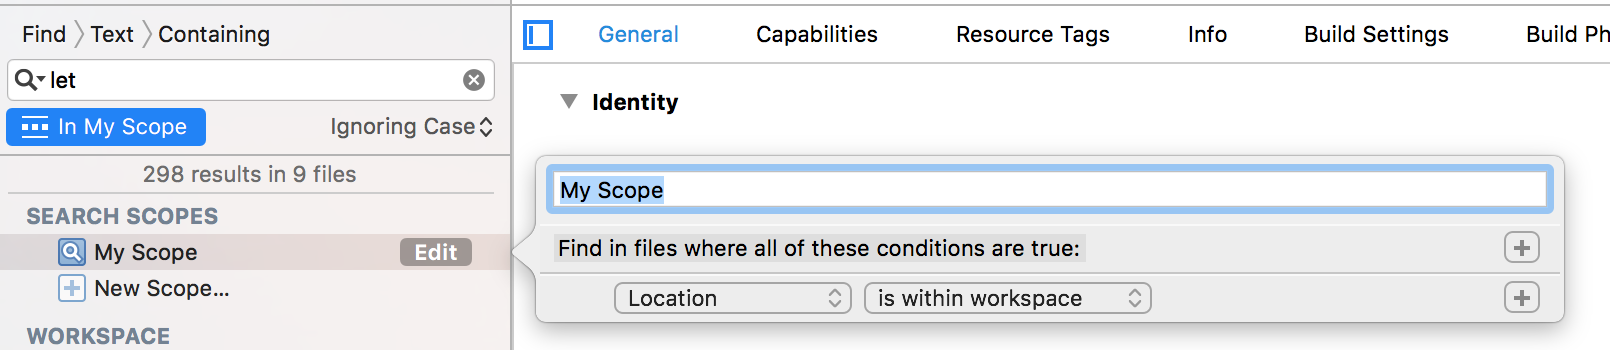 Find Text Containing
let
In My Scope Ignoring Case
298 results in 9 files
SEARCH SCOPES
My Scope Edit
New Scope...
WORKSPACE
General Capabilities Resource Tags Info Build Settings Build Ph
Identity
My Scope
Find in files where all of these conditions are true:
Location is within workspace